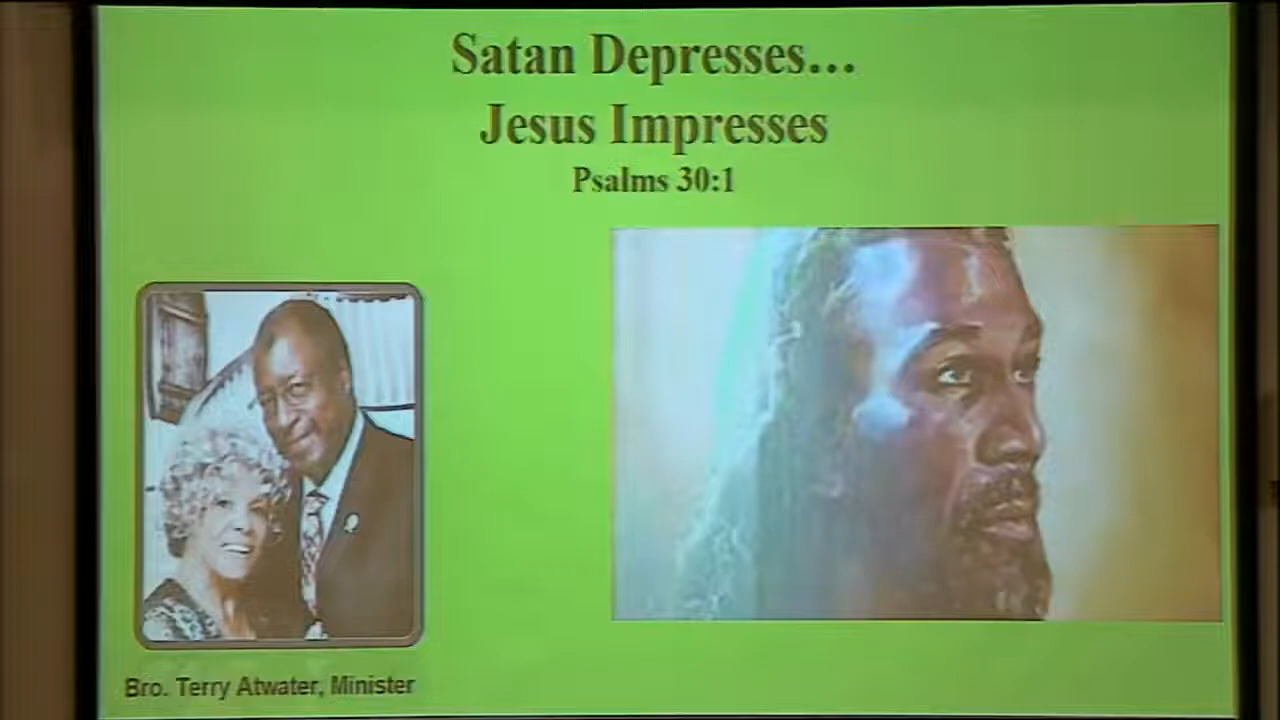 Satan Depresses...
Jesus Impresses
Psalms 30:1
Bro. Terry Atwater, Minister